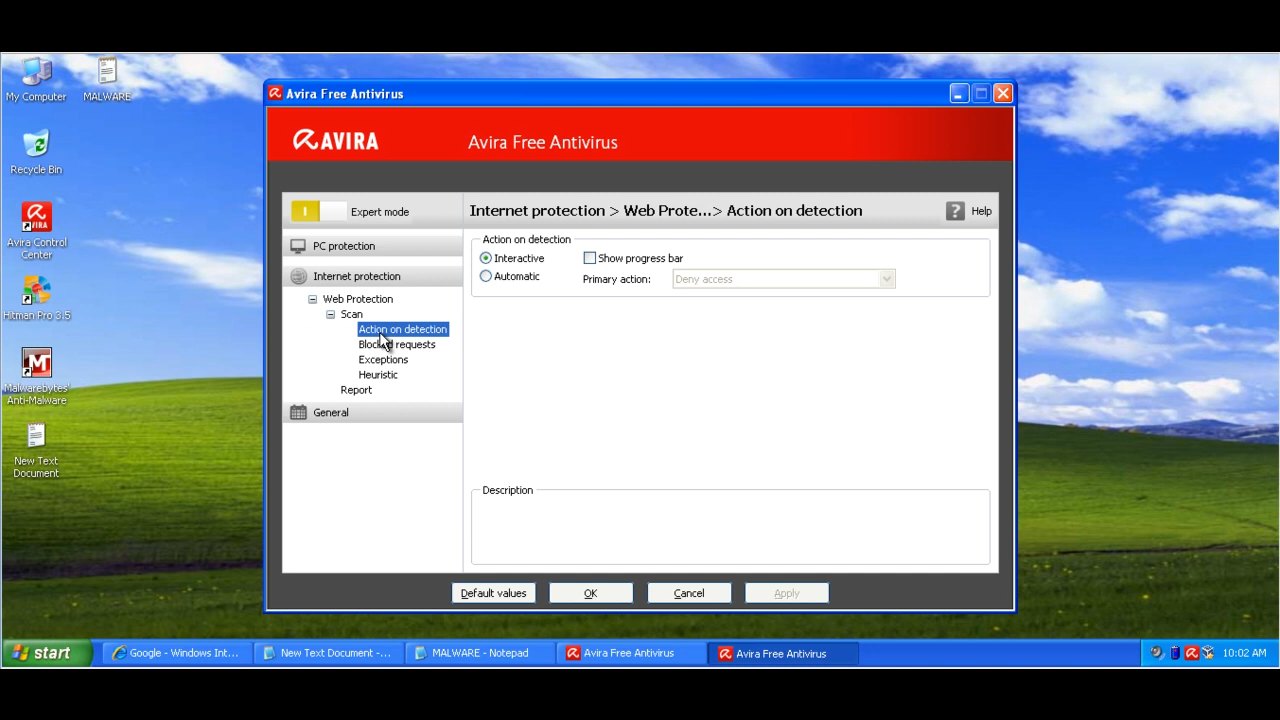 My Computer
MALWARE
Recycle Bin
Avira Control
Center
Hitman Pro 3.5
Malwarebytes'
Anti-Malware
New Text
Document
Avira Free Antivirus
AVIRA
Avira Free Antivirus
Expert mode
Internet protection > Web Prote...> Action on detection
? Help
PC protection
Internet protection
Web Protection
Scan
Action on detection
Blocked requests
Exceptions
Heuristic
Report
General
Action on detection
Interactive
Show progress bar
Automatic
Primary action:
Deny access
Description
Default values
OK
Cancel
Apply
start
Google - Windows Int...
New Text Document -...
MALWARE - Notepad
Avira Free Antivirus
Avira Free Antivirus
10:02 AM